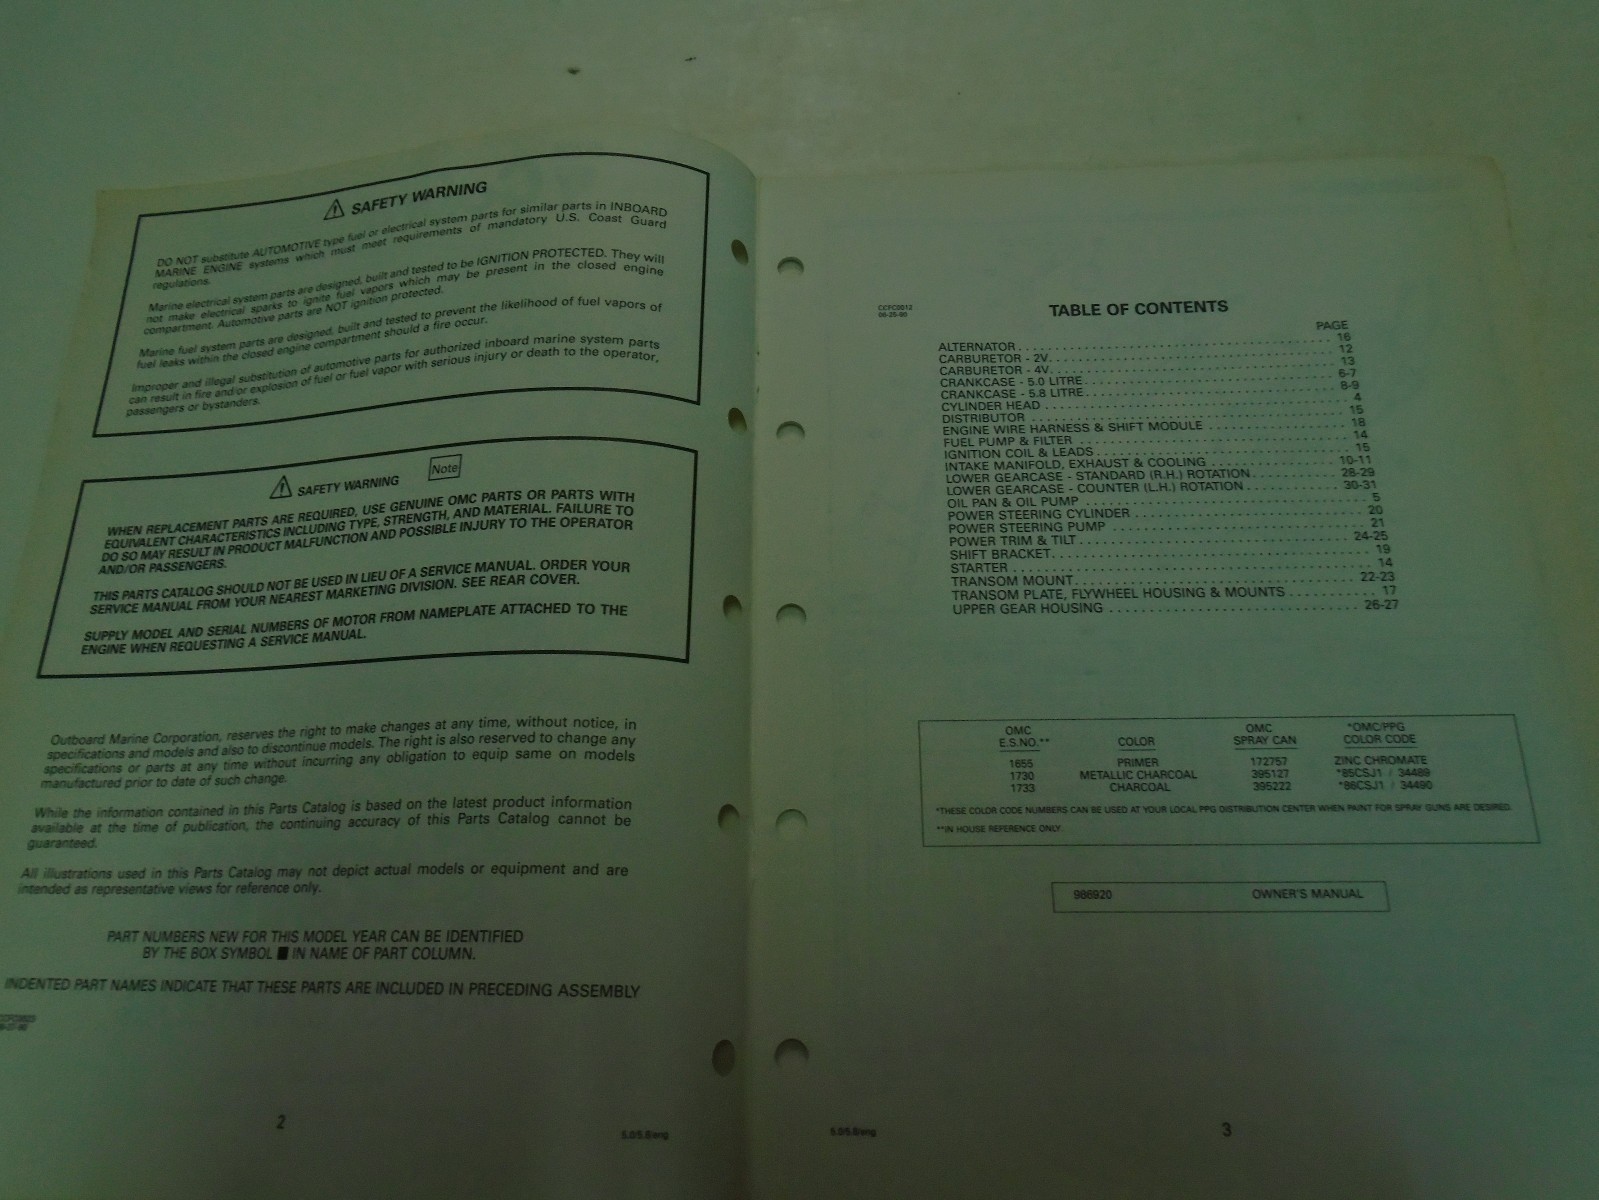 SAFETY WARNING
DO NOT substitute AUTOMOTIVE type fuel or electrical system parts for similar parts in INBOARD
MARINE ENGINE systems which must meet requirements of mandatory U.S. Coast Guard
regulations.
Marine electrical system parts are designed, built and tested to be IGNITION PROTECTED. They will
not make electrical sparks to ignite fuel vapors which may be present in the closed engine
compartment. Automotive parts are NOT ignition protected.
Marine fuel system parts are designed, built and tested to prevent the likelihood of fuel vapors of
fuel leaks within the closed engine compartment should a fire occur.
Improper and illegal substitution of automotive parts for authorized inboard marine system parts
can result in fire and/or explosion of fuel or fuel vapor with serious injury or death to the operator,
passengers or bystanders.
SAFETY WARNING Note
WHEN REPLACEMENT PARTS ARE REQUIRED, USE GENUINE OMC PARTS OR PARTS WITH
EQUIVALENT CHARACTERISTICS INCLUDING TYPE, STRENGTH, AND MATERIAL. FAILURE TO
DO SO MAY RESULT IN PRODUCT MALFUNCTION AND POSSIBLE INJURY TO THE OPERATOR
AND/OR PASSENGERS.
THIS PARTS CATALOG SHOULD NOT BE USED IN LIEU OF A SERVICE MANUAL. ORDER YOUR
SERVICE MANUAL FROM YOUR NEAREST MARKETING DIVISION. SEE REAR COVER.
SUPPLY MODEL AND SERIAL NUMBERS OF MOTOR FROM NAMEPLATE ATTACHED TO THE
ENGINE WHEN REQUESTING A SERVICE MANUAL.
Outboard Marine Corporation, reserves the right to make changes at any time, without notice, in
specifications and models and also to discontinue models. The right is also reserved to change any
specifications or parts at any time without incurring any obligation to equip same on models
manufactured prior to date of such change.
While the information contained in this Parts Catalog is based on the latest product information
available at the time of publication, the continuing accuracy of this Parts Catalog cannot be
guaranteed.
All illustrations used in this Parts Catalog may not depict actual models or equipment and are
intended as representative views for reference only.
PART NUMBERS NEW FOR THIS MODEL YEAR CAN BE IDENTIFIED
BY THE BOX SYMBOL ■ IN NAME OF PART COLUMN.
INDENTED PART NAMES INDICATE THAT THESE PARTS ARE INCLUDED IN PRECEDING ASSEMBLY
2
5.0/5.8/eng
CCFC0012
06-25-90
TABLE OF CONTENTS
PAGE
ALTERNATOR . . . . . 16
CARBURETOR - 2V . . . . . 12
CARBURETOR - 4V . . . . . 13
CRANKCASE - 5.0 LITRE . . . . . 6-7
CRANKCASE - 5.8 LITRE . . . . . 8-9
CYLINDER HEAD . . . . . 4
DISTRIBUTOR . . . . . 15
ENGINE WIRE HARNESS & SHIFT MODULE . . . . . 18
FUEL PUMP & FILTER . . . . . 14
IGNITION COIL & LEADS . . . . . 15
INTAKE MANIFOLD, EXHAUST & COOLING . . . . . 10-11
LOWER GEARCASE - STANDARD (R.H.) ROTATION . . . . . 28-29
LOWER GEARCASE - COUNTER (L.H.) ROTATION . . . . . 30-31
OIL PAN & OIL PUMP . . . . . 5
POWER STEERING CYLINDER . . . . . 20
POWER STEERING PUMP . . . . . 21
POWER TRIM & TILT . . . . . 24-25
SHIFT BRACKET . . . . . 19
STARTER . . . . . 14
TRANSOM MOUNT . . . . . 22-23
TRANSOM PLATE, FLYWHEEL HOUSING & MOUNTS . . . . . 17
UPPER GEAR HOUSING . . . . . 26-27
OMC OMC *OMC/PPG
E.S.NO.** COLOR SPRAY CAN COLOR CODE
1655 PRIMER 172757 ZINC CHROMATE
1730 METALLIC CHARCOAL 395127 *85CSJ1 / 34489
1733 CHARCOAL 395222 *86CSJ1 / 34490
*THESE COLOR CODE NUMBERS CAN BE USED AT YOUR LOCAL PPG DISTRIBUTION CENTER WHEN PAINT FOR SPRAY GUNS ARE DESIRED.
**IN HOUSE REFERENCE ONLY.
986920 OWNER'S MANUAL
5.0/5.8/eng
3